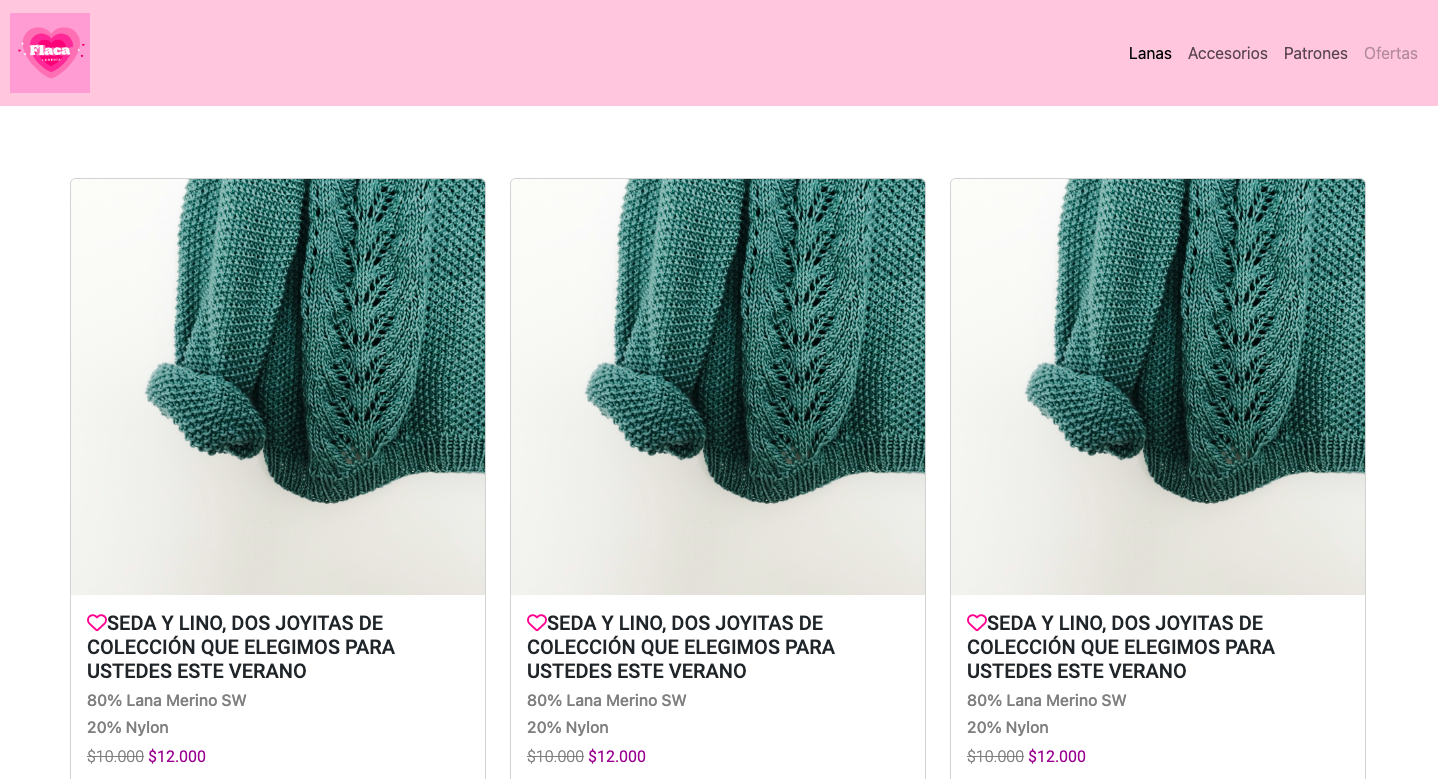 Flaca
LANERÍA
Lanas Accesorios Patrones Ofertas
SEDA Y LINO, DOS JOYITAS DE
COLECCIÓN QUE ELEGIMOS PARA
USTEDES ESTE VERANO
80% Lana Merino SW
20% Nylon
$10.000 $12.000
SEDA Y LINO, DOS JOYITAS DE
COLECCIÓN QUE ELEGIMOS PARA
USTEDES ESTE VERANO
80% Lana Merino SW
20% Nylon
$10.000 $12.000
SEDA Y LINO, DOS JOYITAS DE
COLECCIÓN QUE ELEGIMOS PARA
USTEDES ESTE VERANO
80% Lana Merino SW
20% Nylon
$10.000 $12.000